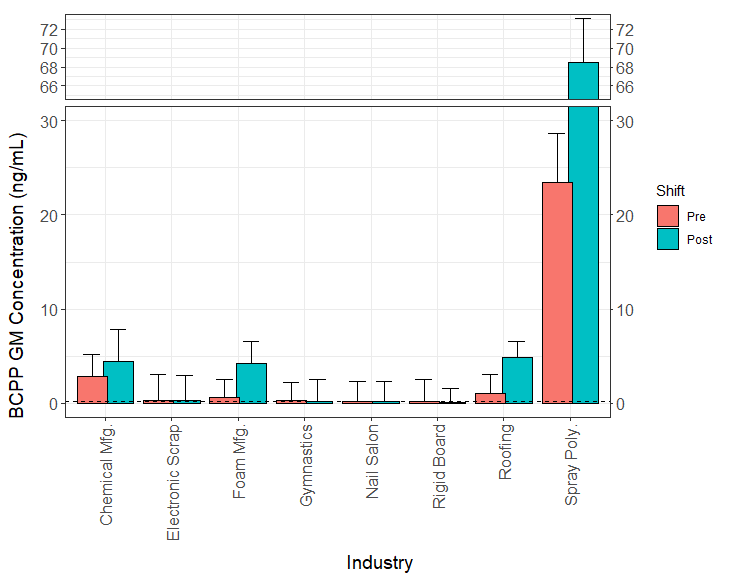 72 72
70 70
68 68
66 66
30 30
20 20
10 10
0 0
BCPP GM Concentration (ng/mL)
Shift
Pre
Post
Chemical Mfg.
Electronic Scrap
Foam Mfg.
Gymnastics
Nail Salon
Rigid Board
Roofing
Spray Poly.
Industry